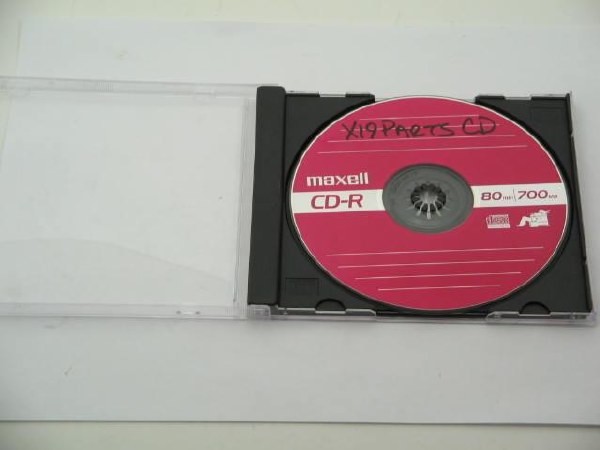 X19 PARTS CD
maxell
CD-R
80 min 700 MB